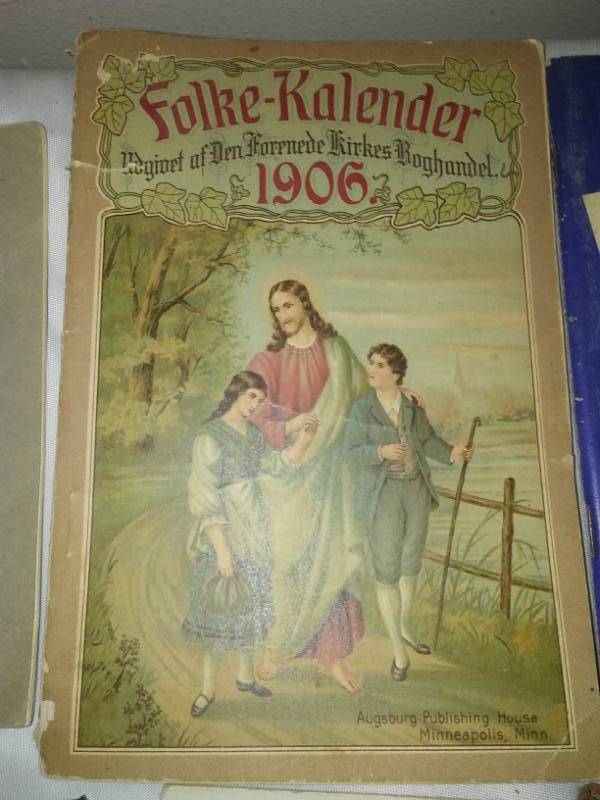 Folke-Kalender
Udgivet af Den Forenede Kirkes Boghandel.
1906.
Augsburg Publishing House
Minneapolis, Minn